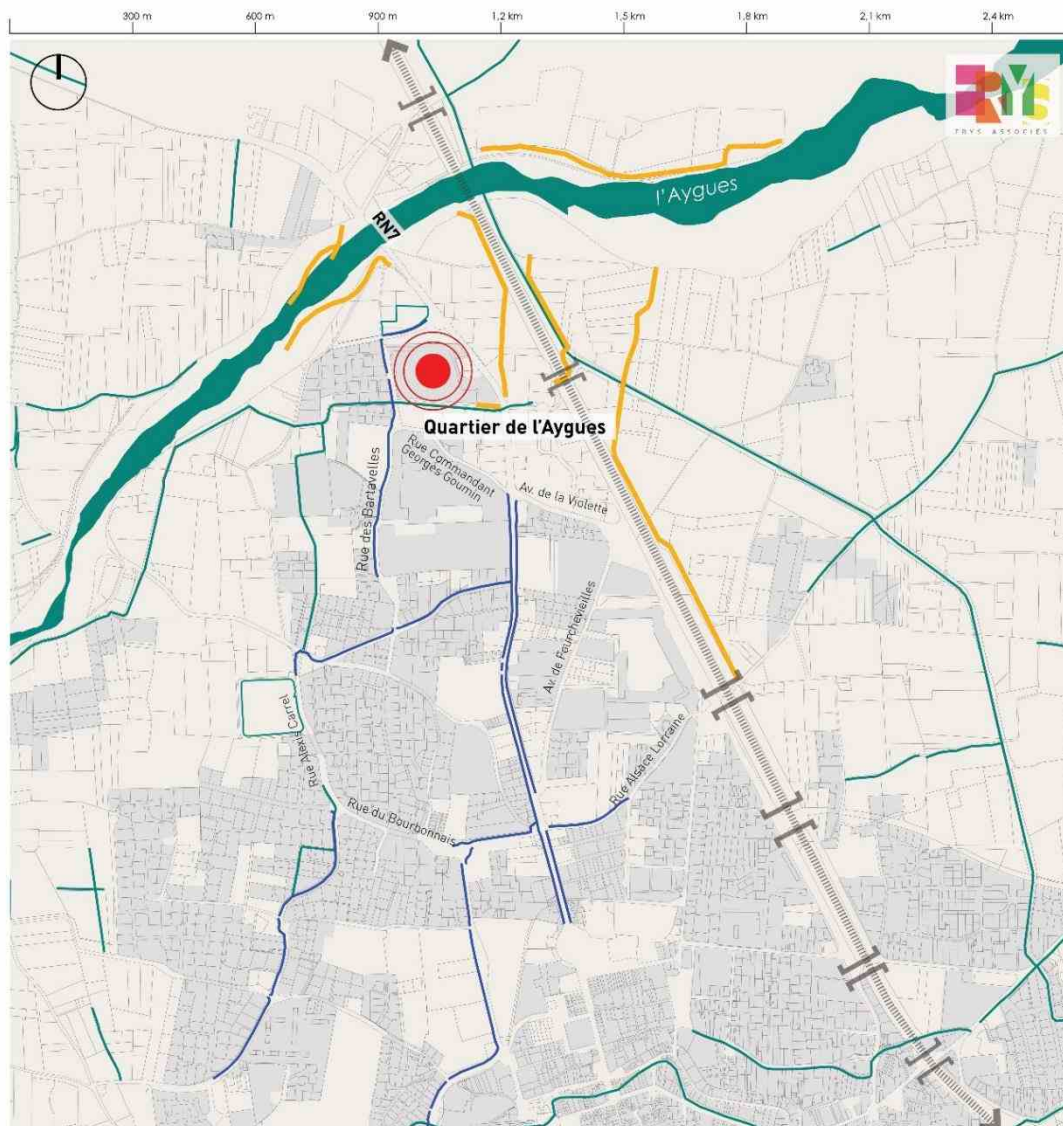 300 m
600 m
900 m
1,2 km
1,5 km
1,8 km
2,1 km
2,4 km
FRYS
FRYS ASSOCIÉS
l'Aygues
RN7
Quartier de l'Aygues
Rue Commandant
Georges Goumin
Av. de la Violette
Rue des Bartavelles
Av. de Fourchevieilles
Rue Alexis Carrel
Rue Alsace Lorraine
Rue du Bourbonnais